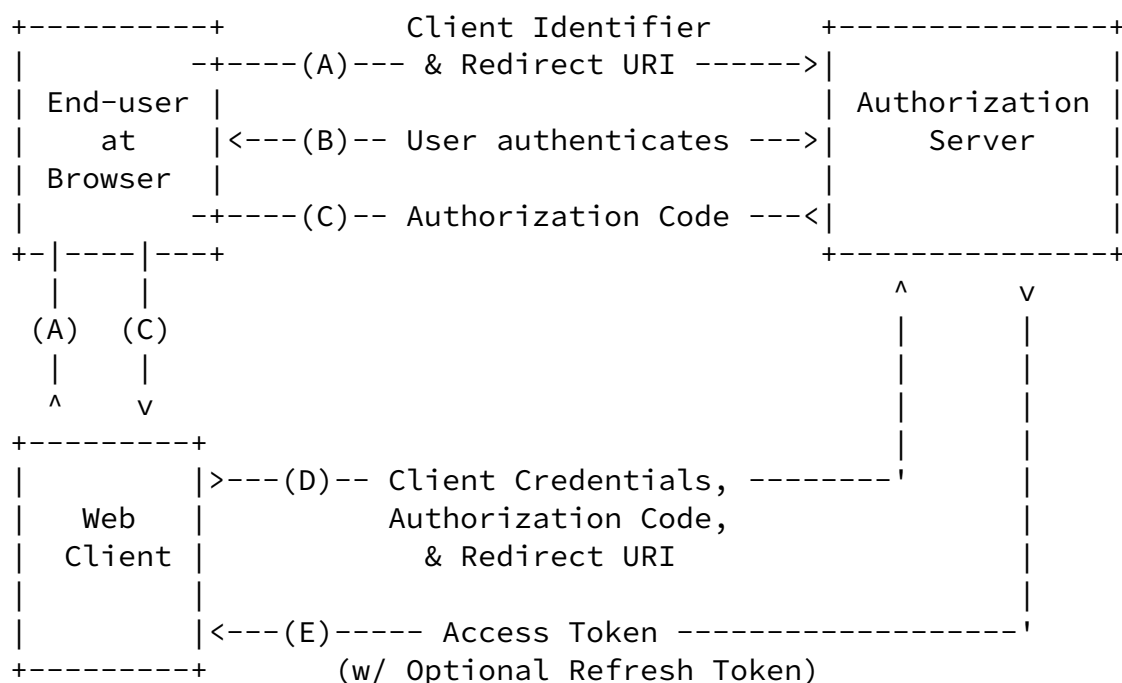 Client Identifier
-+----(A)--- & Redirect URI ------>
End-user
Authorization
at
<---(B)-- User authenticates --->
Server
Browser
-+----(C)-- Authorization Code ---<
(A) (C)
>---(D)-- Client Credentials, --------'
Web
Authorization Code,
Client
& Redirect URI
<---(E)----- Access Token -------------------'
(w/ Optional Refresh Token)